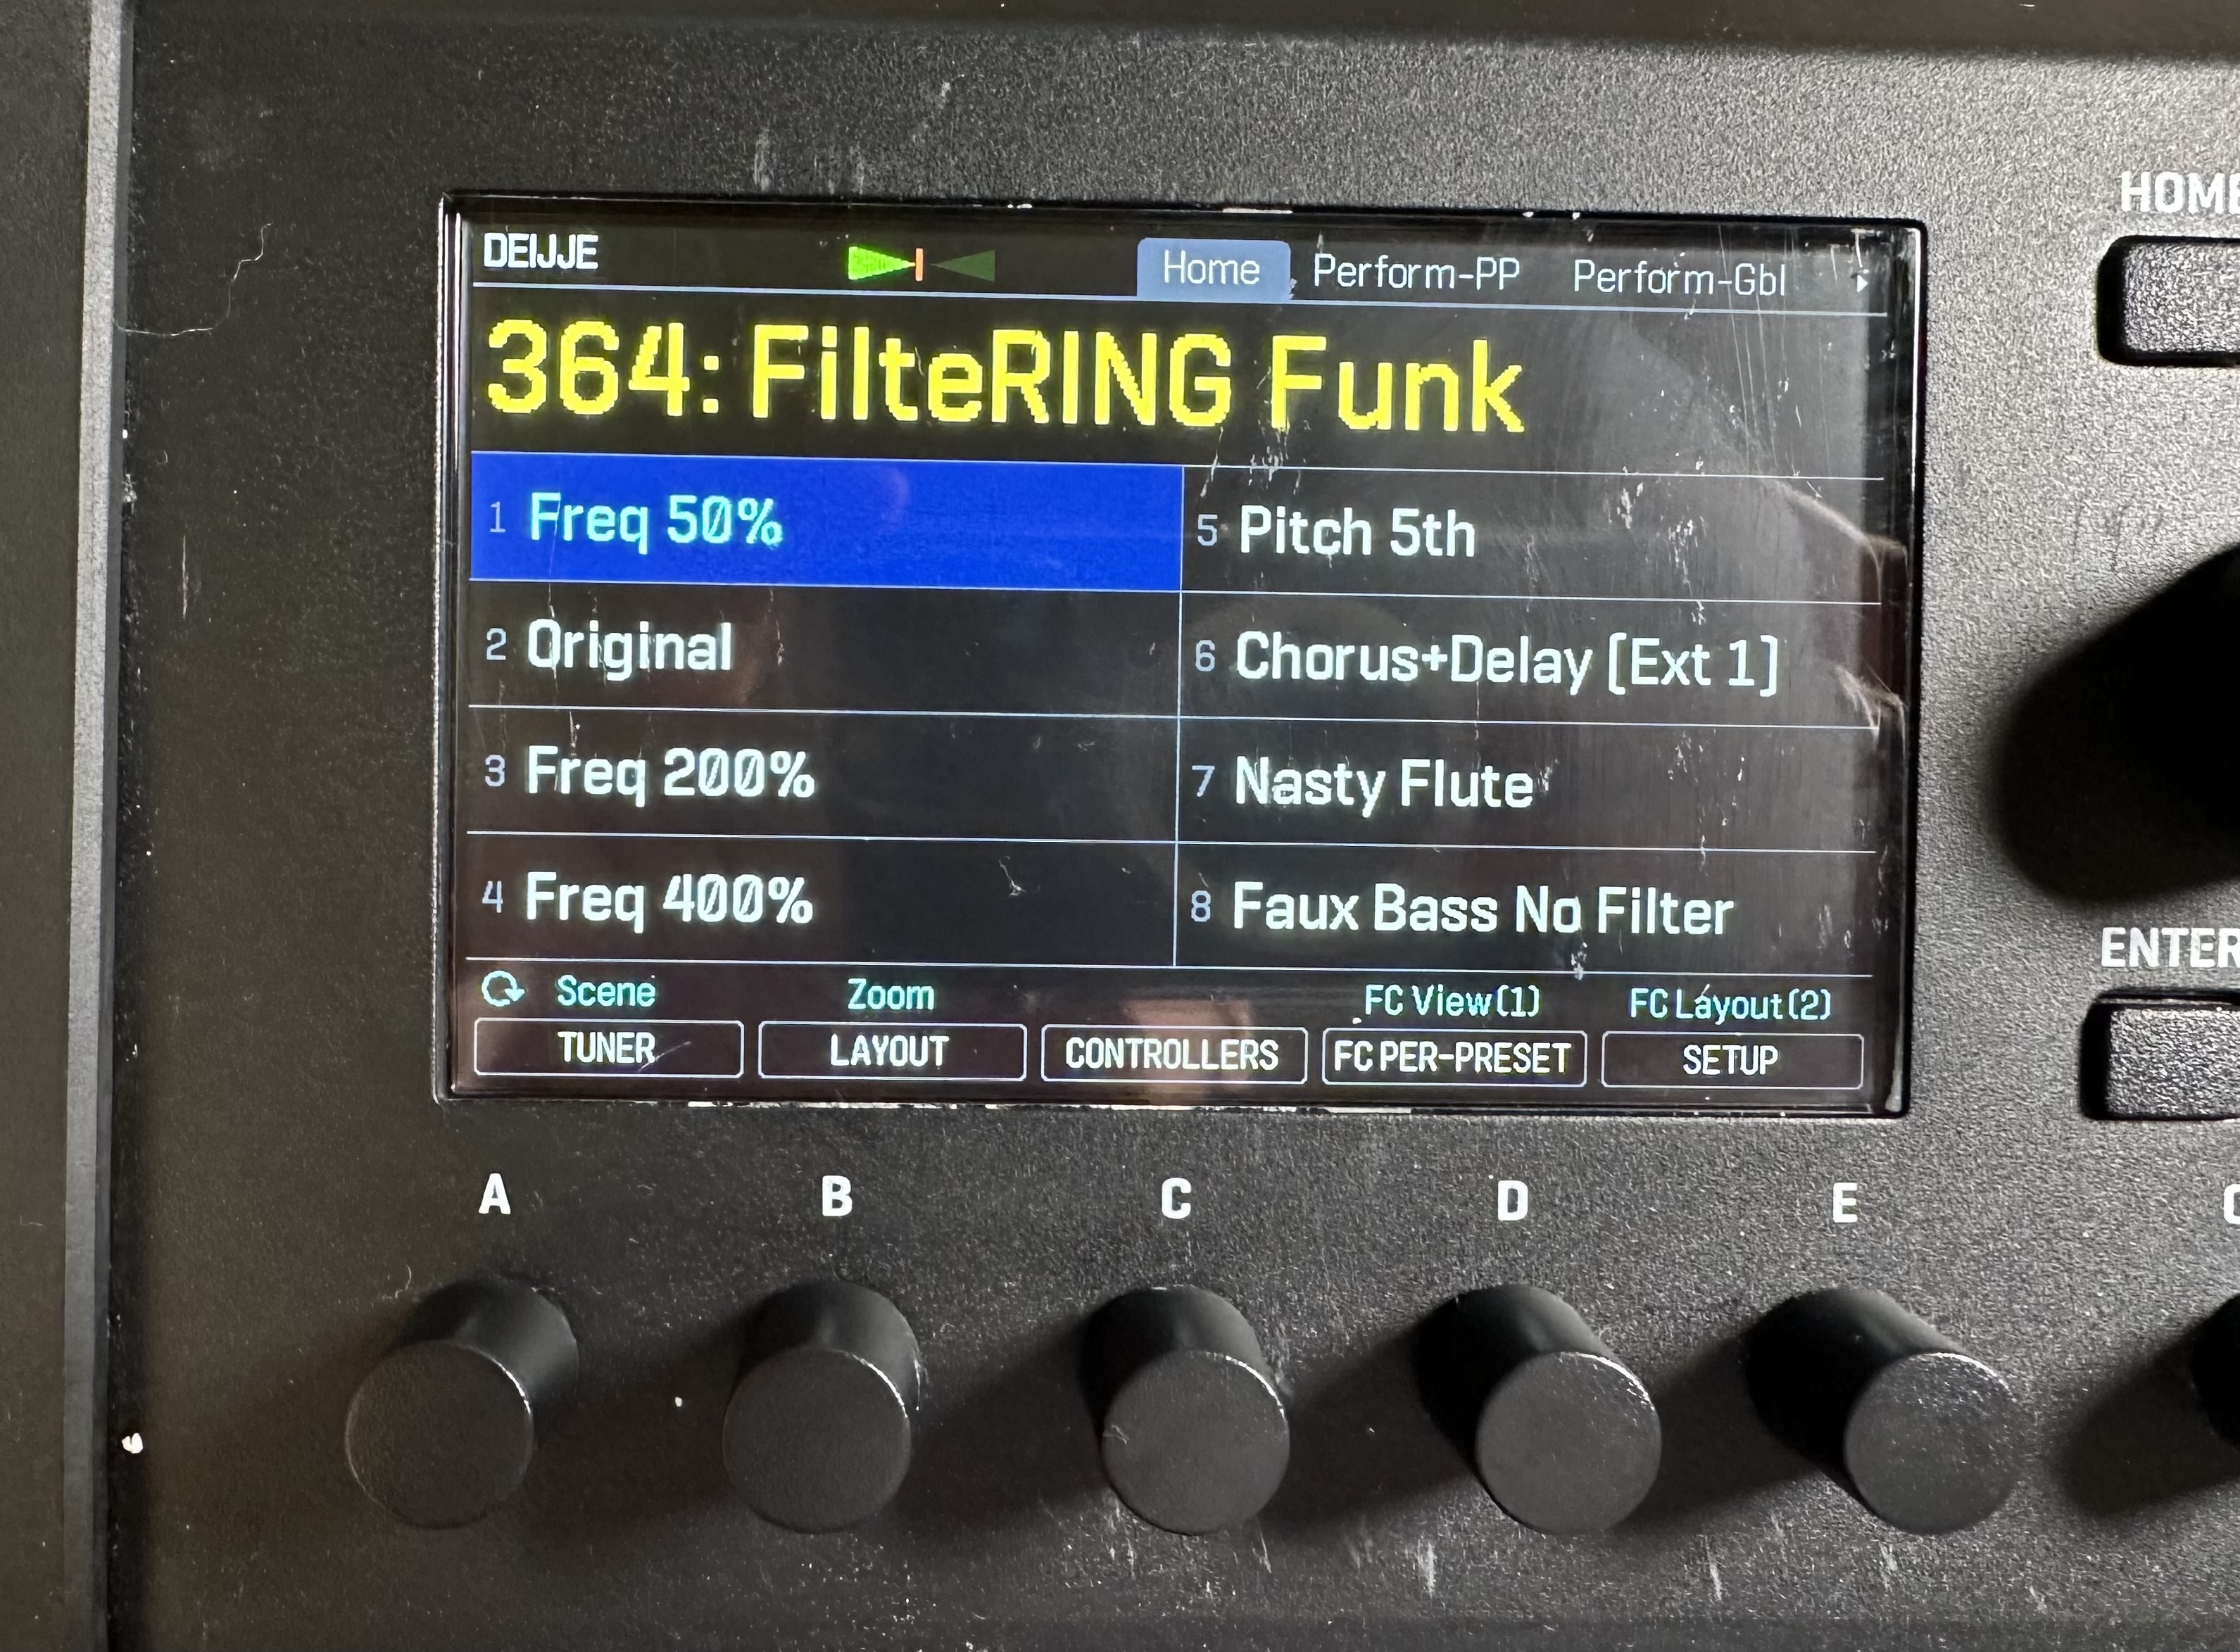 DEIJJE
Home Perform-PP Perform-Gbl
364: FilteRING Funk
1 Freq 50%
2 Original
3 Freq 200%
4 Freq 400%
5 Pitch 5th
6 Chorus+Delay [Ext 1]
7 Nasty Flute
8 Faux Bass No Filter
Scene Zoom FC View(1) FC Layout(2)
TUNER LAYOUT CONTROLLERS FC PER-PRESET SETUP
A B C D E